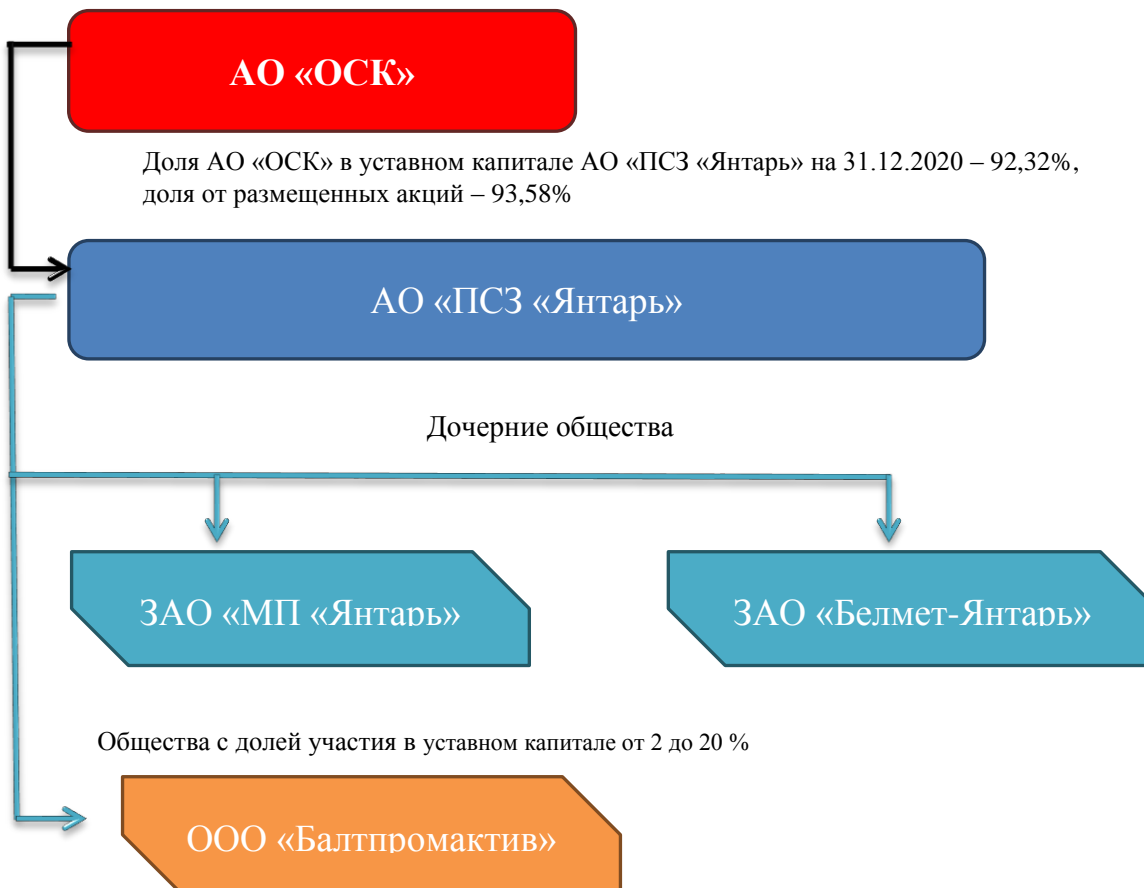 АО «ОСК»
Доля АО «ОСК» в уставном капитале АО «ПСЗ «Янтарь» на 31.12.2020 – 92,32%,
доля от размещенных акций – 93,58%
АО «ПСЗ «Янтарь»
Дочерние общества
ЗАО «МП «Янтарь»
ЗАО «Белмет-Янтарь»
Общества с долей участия в уставном капитале от 2 до 20 %
ООО «Балтпромактив»